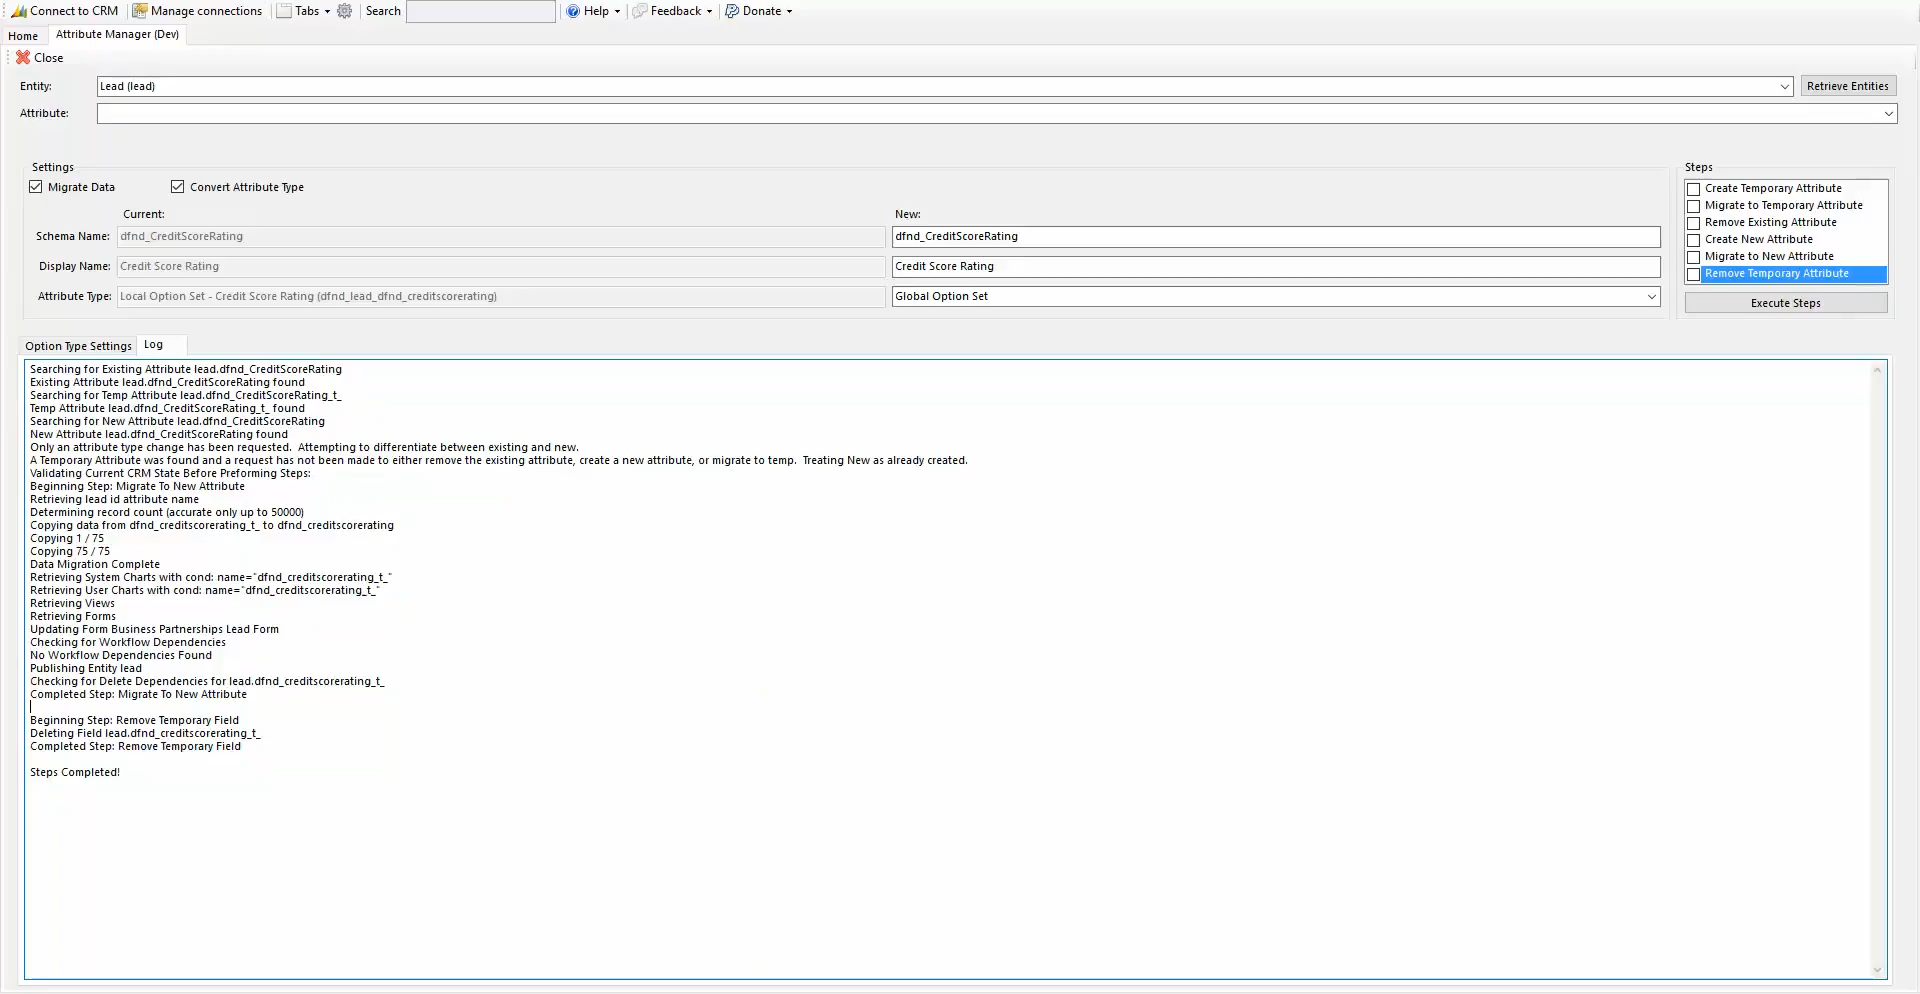 Connect to CRM Manage connections Tabs Search Help Feedback Donate
Home Attribute Manager (Dev)
Close
Entity: Lead (lead) Retrieve Entities
Attribute:
Settings
Migrate Data Convert Attribute Type
Current: New:
Schema Name: dfnd_CreditScoreRating dfnd_CreditScoreRating
Display Name: Credit Score Rating Credit Score Rating
Attribute Type: Local Option Set - Credit Score Rating (dfnd_lead_dfnd_creditscorerating) Global Option Set
Steps
Create Temporary Attribute
Migrate to Temporary Attribute
Remove Existing Attribute
Create New Attribute
Migrate to New Attribute
Remove Temporary Attribute
Execute Steps
Option Type Settings Log
Searching for Existing Attribute lead.dfnd_CreditScoreRating
Existing Attribute lead.dfnd_CreditScoreRating found
Searching for Temp Attribute lead.dfnd_CreditScoreRating_t_
Temp Attribute lead.dfnd_CreditScoreRating_t_ found
Searching for New Attribute lead.dfnd_CreditScoreRating
New Attribute lead.dfnd_CreditScoreRating found
Only an attribute type change has been requested.  Attempting to differentiate between existing and new.
A Temporary Attribute was found and a request has not been made to either remove the existing attribute, create a new attribute, or migrate to temp.  Treating New as already created.
Validating Current CRM State Before Preforming Steps:
Beginning Step: Migrate To New Attribute
Retrieving lead id attribute name
Determining record count (accurate only up to 50000)
Copying data from dfnd_creditscorerating_t_ to dfnd_creditscorerating
Copying 1 / 75
Copying 75 / 75
Data Migration Complete
Retrieving System Charts with cond: name="dfnd_creditscorerating_t_"
Retrieving User Charts with cond: name="dfnd_creditscorerating_t_"
Retrieving Views
Retrieving Forms
Updating Form Business Partnerships Lead Form
Checking for Workflow Dependencies
No Workflow Dependencies Found
Publishing Entity lead
Checking for Delete Dependencies for lead.dfnd_creditscorerating_t_
Completed Step: Migrate To New Attribute
Beginning Step: Remove Temporary Field
Deleting Field lead.dfnd_creditscorerating_t_
Completed Step: Remove Temporary Field
Steps Completed!